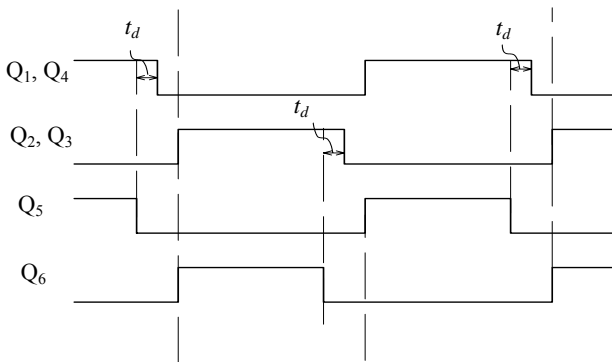 t_d
t_d
Q₁, Q₄
t_d
Q₂, Q₃
Q₅
Q₆